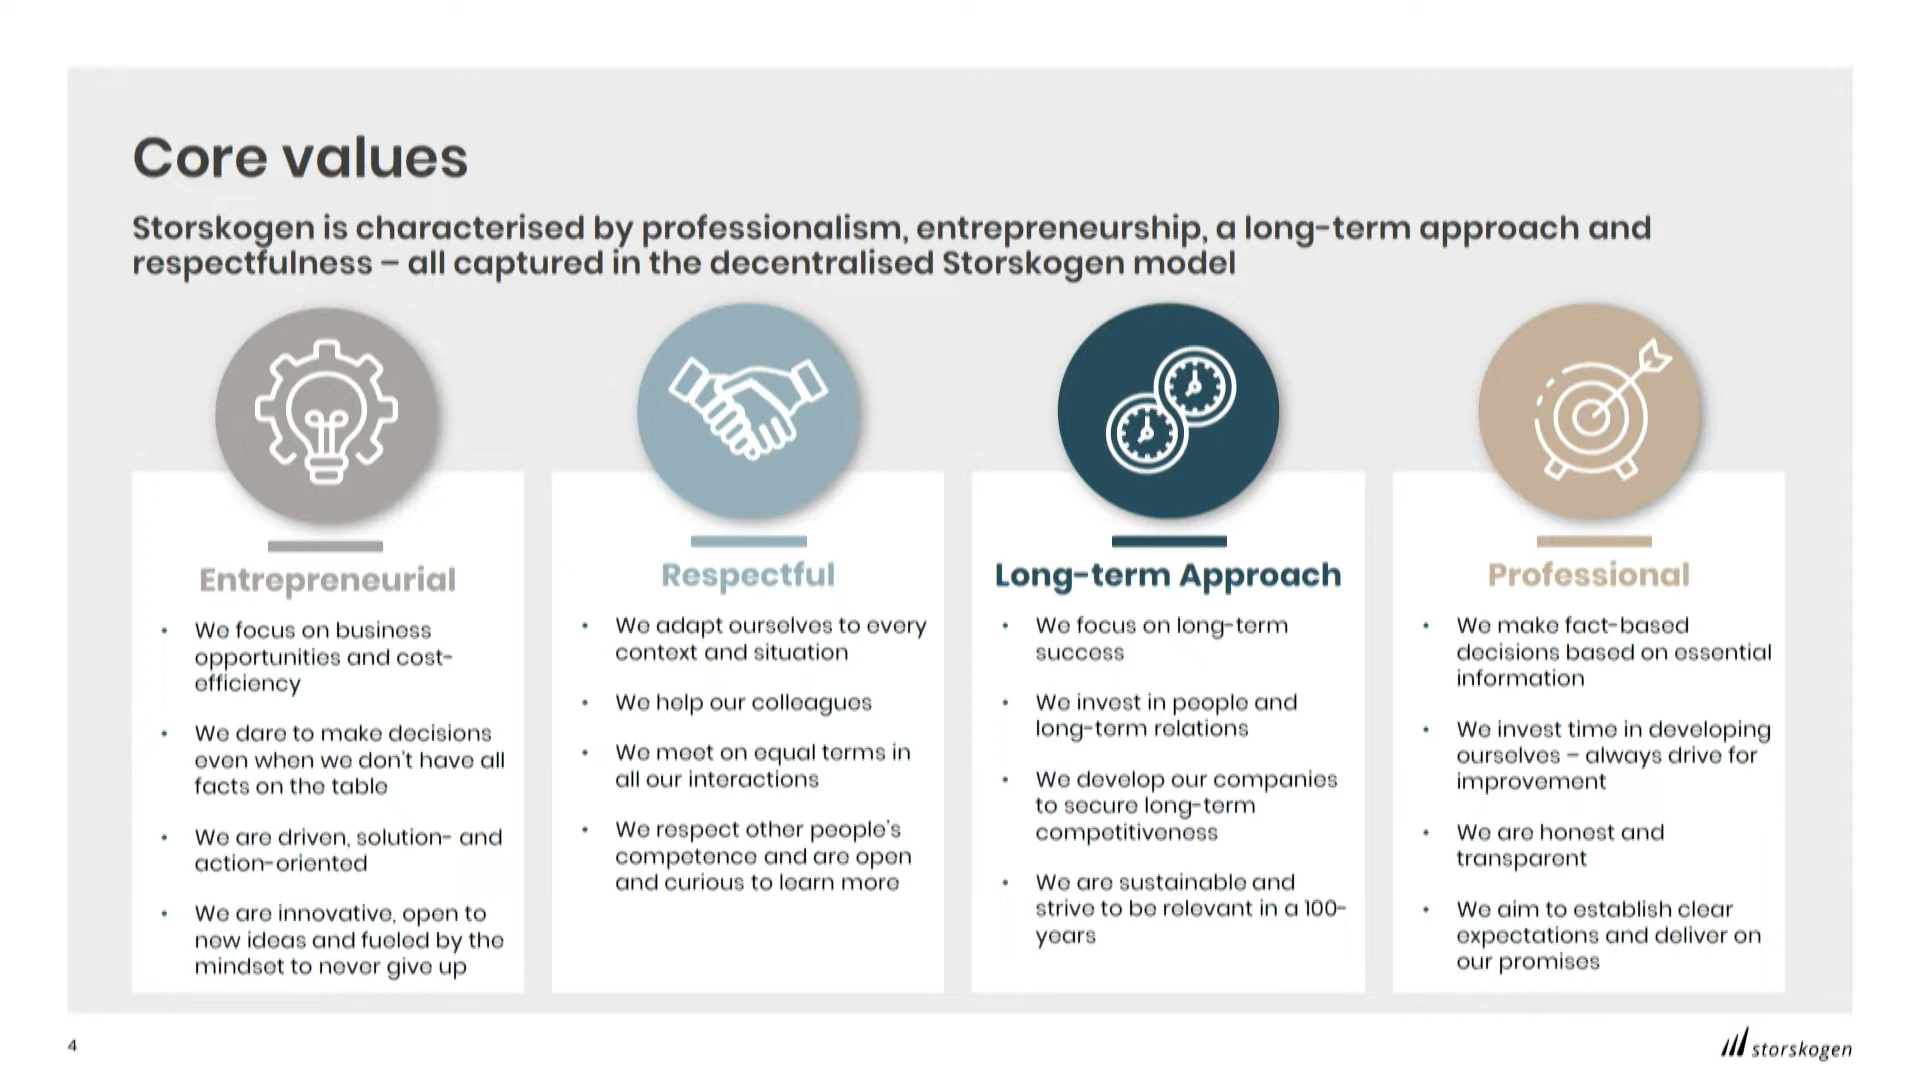 Core values
Storskogen is characterised by professionalism, entrepreneurship, a long-term approach and
respectfulness – all captured in the decentralised Storskogen model
Entrepreneurial
• We focus on business
opportunities and cost-
efficiency
• We dare to make decisions
even when we don't have all
facts on the table
• We are driven, solution- and
action-oriented
• We are innovative, open to
new ideas and fueled by the
mindset to never give up
Respectful
• We adapt ourselves to every
context and situation
• We help our colleagues
• We meet on equal terms in
all our interactions
• We respect other people's
competence and are open
and curious to learn more
Long-term Approach
• We focus on long-term
success
• We invest in people and
long-term relations
• We develop our companies
to secure long-term
competitiveness
• We are sustainable and
strive to be relevant in a 100-
years
Professional
• We make fact-based
decisions based on essential
information
• We invest time in developing
ourselves – always drive for
improvement
• We are honest and
transparent
• We aim to establish clear
expectations and deliver on
our promises
4
storskogen